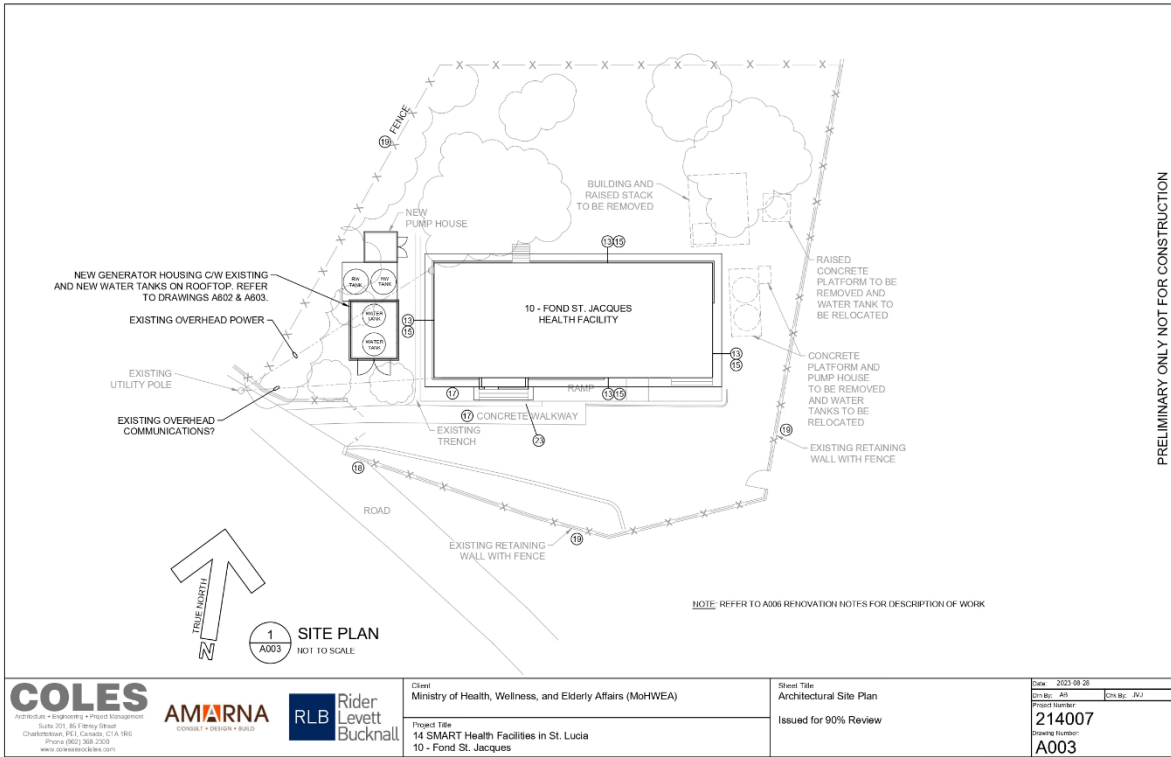 FENCE
19
BUILDING AND
RAISED STACK
TO BE REMOVED
NEW
PUMP HOUSE
13 15
NEW GENERATOR HOUSING C/W EXISTING
AND NEW WATER TANKS ON ROOFTOP. REFER
TO DRAWINGS A602 & A603.
RW
TANK
RW
TANK
RAISED
CONCRETE
PLATFORM TO BE
REMOVED AND
WATER TANK TO
BE RELOCATED
10 - FOND ST. JACQUES
HEALTH FACILITY
WATER
TANK
WATER
TANK
EXISTING OVERHEAD POWER
13
15
13
15
EXISTING
UTILITY POLE
CONCRETE
PLATFORM AND
PUMP HOUSE
TO BE REMOVED
AND WATER
TANKS TO BE
RELOCATED
RAMP
17
13 15
EXISTING OVERHEAD
COMMUNICATIONS?
17 CONCRETE WALKWAY
EXISTING
TRENCH
23
19
EXISTING RETAINING
WALL WITH FENCE
18
ROAD
EXISTING RETAINING
WALL WITH FENCE
19
NOTE: REFER TO A006 RENOVATION NOTES FOR DESCRIPTION OF WORK
TRUE NORTH
N
1
A003
SITE PLAN
NOT TO SCALE
PRELIMINARY ONLY NOT FOR CONSTRUCTION
COLES
Architecture • Engineering • Project Management
Suite 201, 85 Fitzroy Street
Charlottetown, PEI, Canada, C1A 1R6
Phone (902) 368-2300
www.colesassociates.com
AMARNA
CONSULT • DESIGN • BUILD
RLB
Rider
Levett
Bucknall
Client
Ministry of Health, Wellness, and Elderly Affairs (MoHWEA)
Project Title
14 SMART Health Facilities in St. Lucia
10 - Fond St. Jacques
Sheet Title
Architectural Site Plan
Issued for 90% Review
Date: 2023-08-28
Drn By: AB
Chk By: JVJ
Project Number:
214007
Drawing Number:
A003